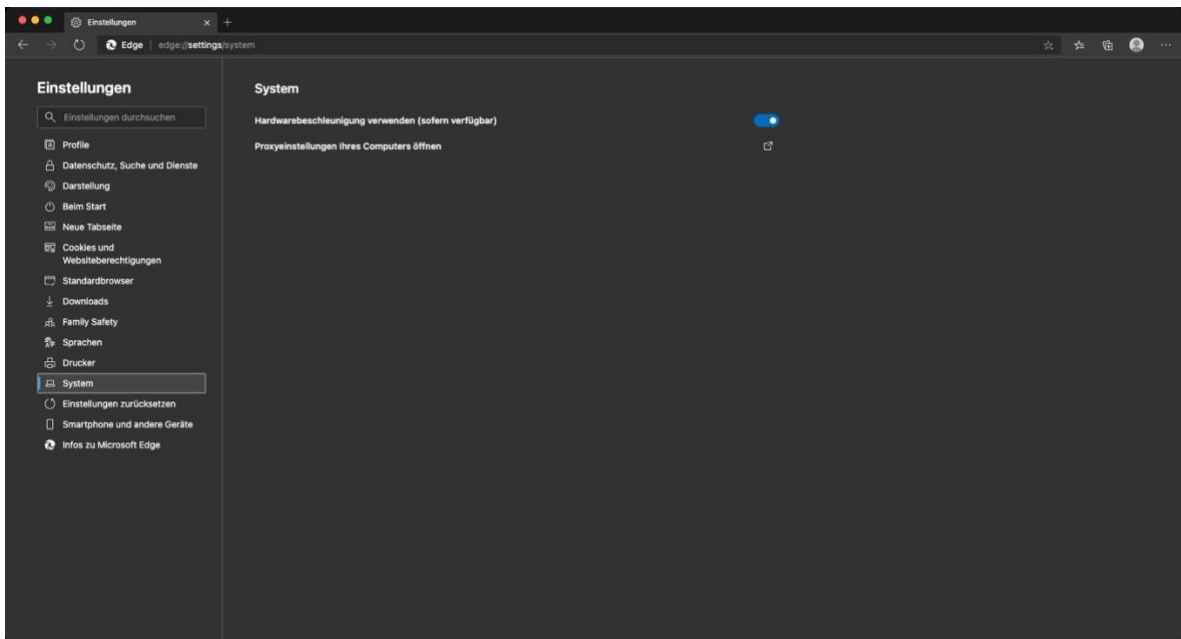 Einstellungen
Edge edge://settings/system
Einstellungen
Einstellungen durchsuchen
Profile
Datenschutz, Suche und Dienste
Darstellung
Beim Start
Neue Tabseite
Cookies und
Websiteberechtigungen
Standardbrowser
Downloads
Family Safety
Sprachen
Drucker
System
Einstellungen zurücksetzen
Smartphone und andere Geräte
Infos zu Microsoft Edge
System
Hardwarebeschleunigung verwenden (sofern verfügbar)
Proxyeinstellungen Ihres Computers öffnen